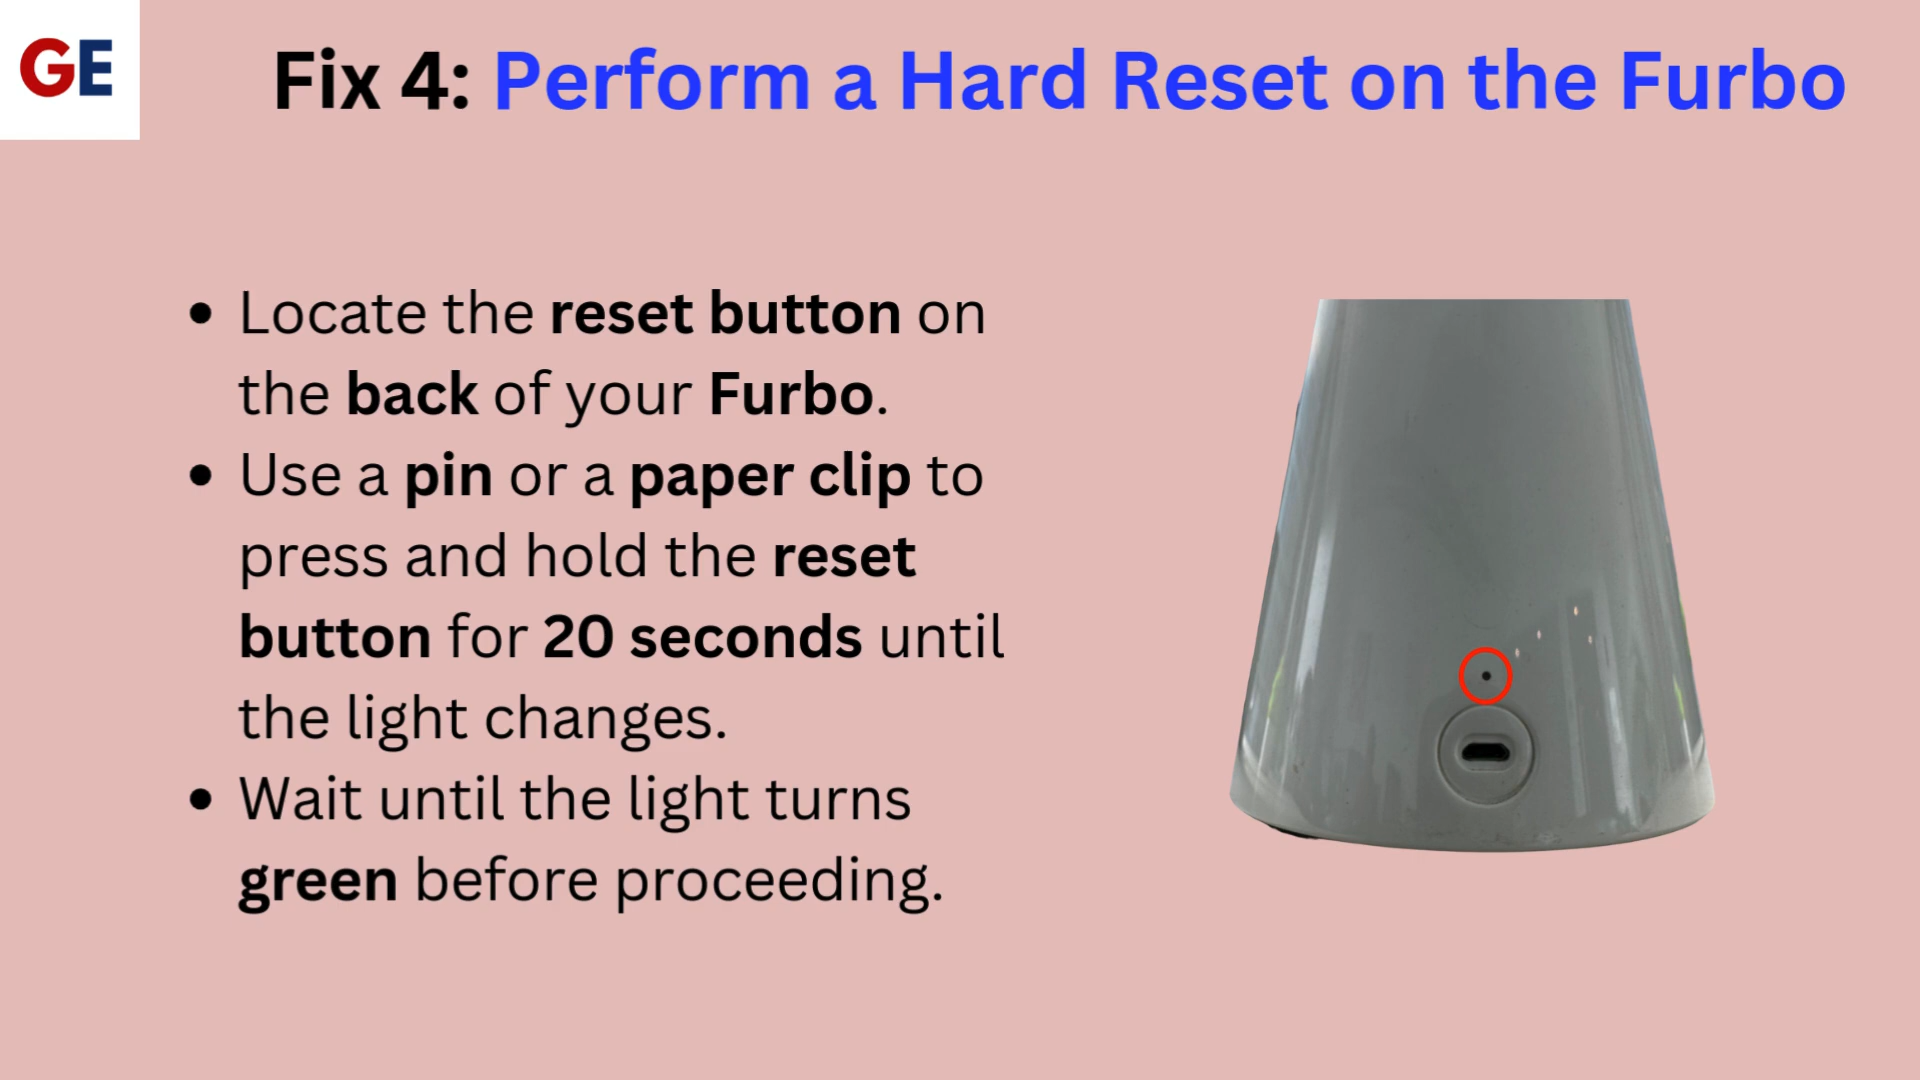 GE
Fix 4: Perform a Hard Reset on the Furbo
• Locate the reset button on
the back of your Furbo.
• Use a pin or a paper clip to
press and hold the reset
button for 20 seconds until
the light changes.
• Wait until the light turns
green before proceeding.